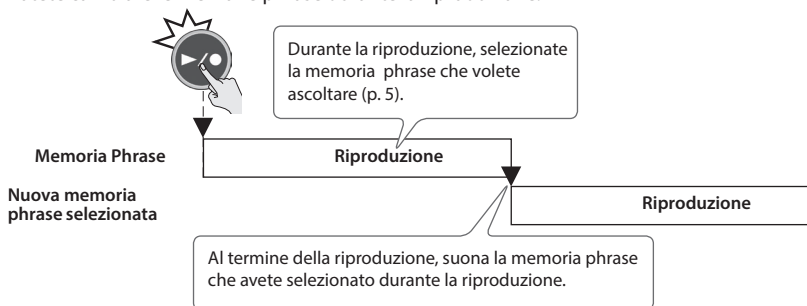 Durante la riproduzione, selezionate
la memoria phrase che volete
ascoltare (p. 5).
Memoria Phrase
Riproduzione
Nuova memoria
phrase selezionata
Riproduzione
Al termine della riproduzione, suona la memoria phrase
che avete selezionato durante la riproduzione.